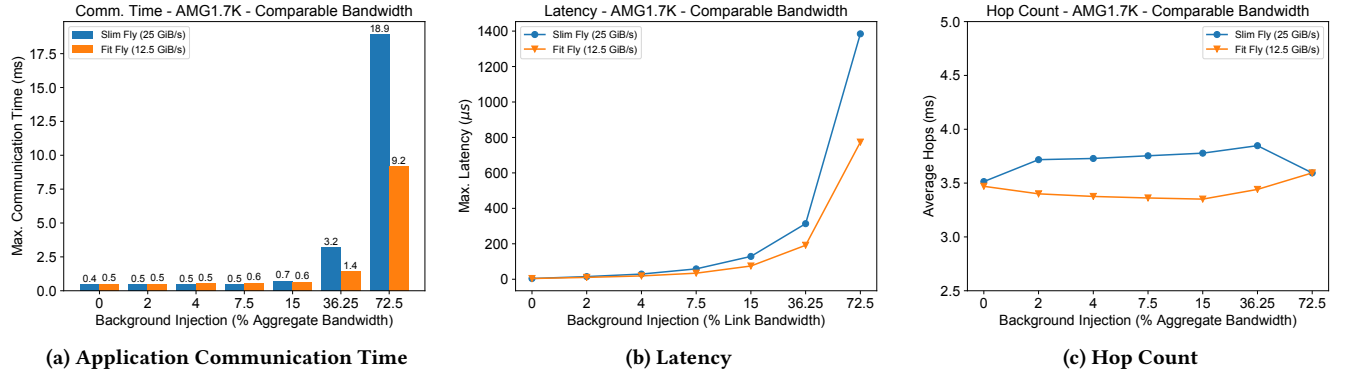 Comm. Time - AMG1.7K - Comparable Bandwidth
Slim Fly (25 GiB/s)
Fit Fly (12.5 GiB/s)
Max. Communication Time (ms)
17.5
15.0
12.5
10.0
7.5
5.0
2.5
0.0
0.4 0.5 0.5 0.5 0.5 0.5 0.5 0.6 0.7 0.6 3.2 1.4 18.9 9.2
0 2 4 7.5 15 36.25 72.5
Background Injection (% Aggregate Bandwidth)
(a) Application Communication Time
Latency - AMG1.7K - Comparable Bandwidth
Slim Fly (25 GiB/s)
Fit Fly (12.5 GiB/s)
Max. Latency (µs)
1400
1200
1000
800
600
400
200
0
0 2 4 7.5 15 36.25 72.5
Background Injection (% Link Bandwidth)
(b) Latency
Hop Count - AMG1.7K - Comparable Bandwidth
Slim Fly (25 GiB/s)
Fit Fly (12.5 GiB/s)
Average Hops (ms)
5.0
4.5
4.0
3.5
3.0
2.5
0 2 4 7.5 15 36.25 72.5
Background Injection (% Aggregate Bandwidth)
(c) Hop Count